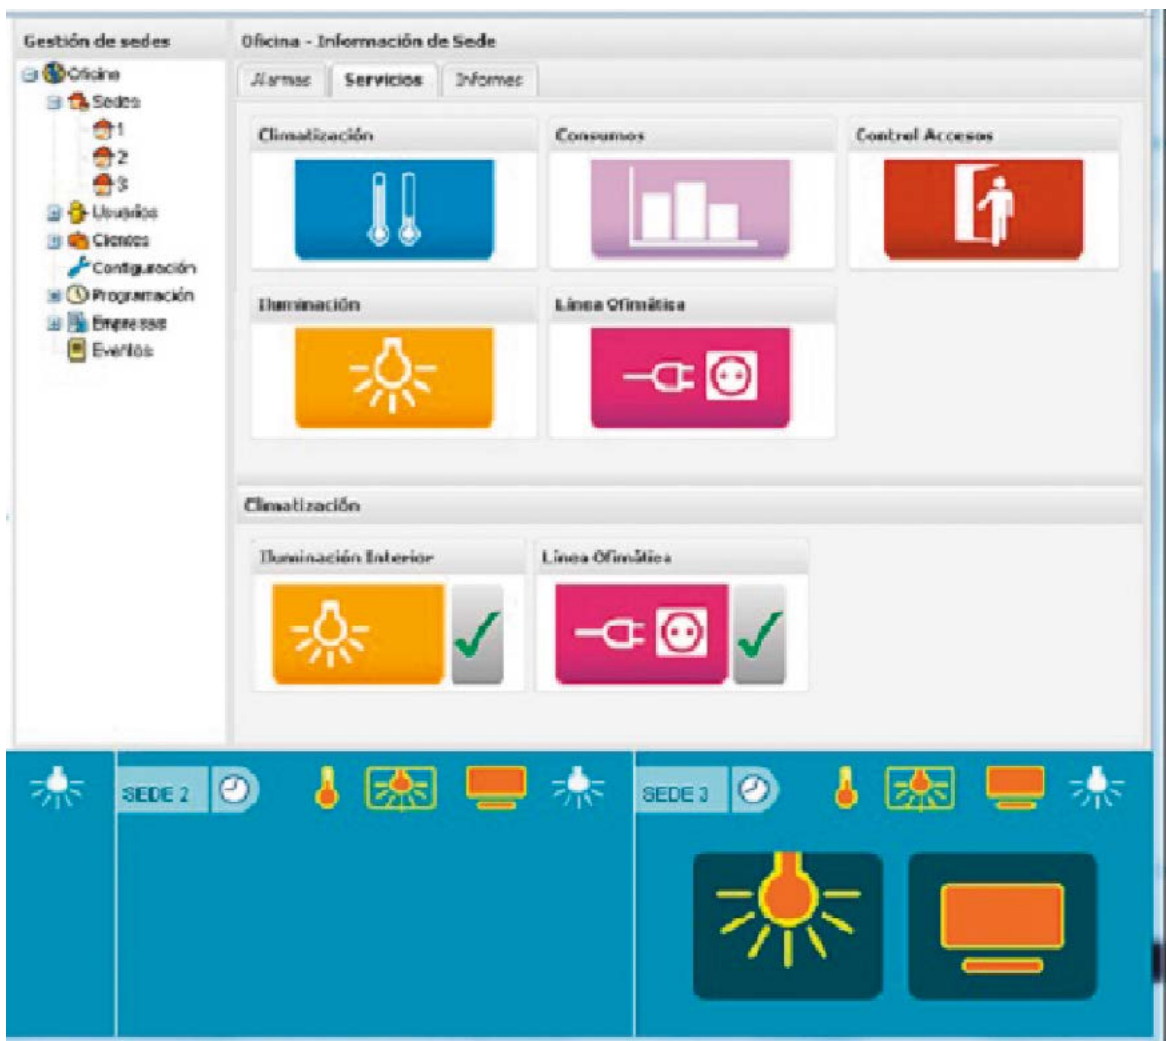 Gestión de sedes
Oficina
Sedes
1
2
3
Usuarios
Clientes
Configuración
Programación
Empresas
Eventos
Oficina - Información de Sede
Alarmas Servicios Informes
Climatización Consumos Control Accesos
Iluminación Línea Ofimática
Climatización
Iluminación Interior Línea Ofimática
SEDE 2 SEDE 3